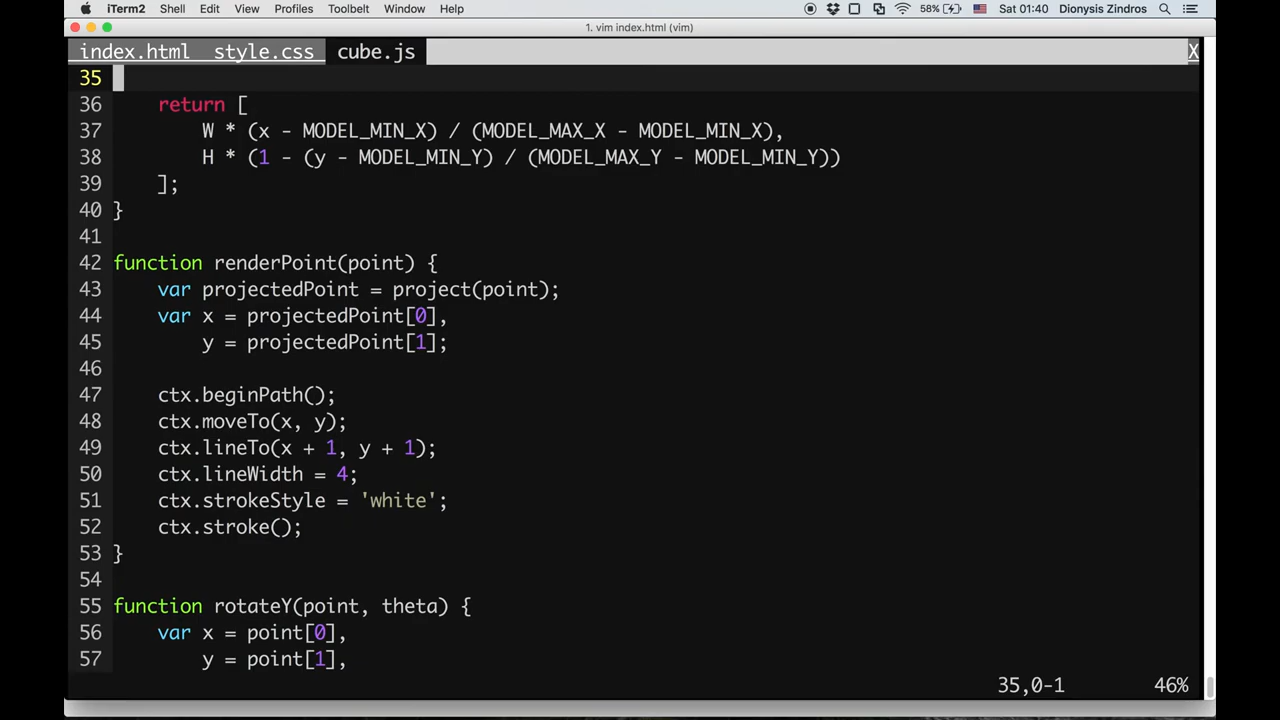 iTerm2 Shell Edit View Profiles Toolbelt Window Help 58% Sat 01:40 Dionysis Zindros
1. vim index.html (vim)
index.html style.css cube.js X
35
36     return [
37         W * (x - MODEL_MIN_X) / (MODEL_MAX_X - MODEL_MIN_X),
38         H * (1 - (y - MODEL_MIN_Y) / (MODEL_MAX_Y - MODEL_MIN_Y))
39     ];
40 }
41
42 function renderPoint(point) {
43     var projectedPoint = project(point);
44     var x = projectedPoint[0],
45         y = projectedPoint[1];
46
47     ctx.beginPath();
48     ctx.moveTo(x, y);
49     ctx.lineTo(x + 1, y + 1);
50     ctx.lineWidth = 4;
51     ctx.strokeStyle = 'white';
52     ctx.stroke();
53 }
54
55 function rotateY(point, theta) {
56     var x = point[0],
57         y = point[1],
35,0-1 46%